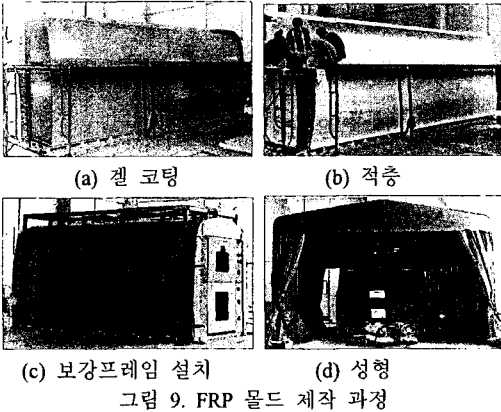 (a) 겔 코팅
(b) 적층
(c) 보강프레임 설치
(d) 성형
그림 9. FRP 몰드 제작 과정